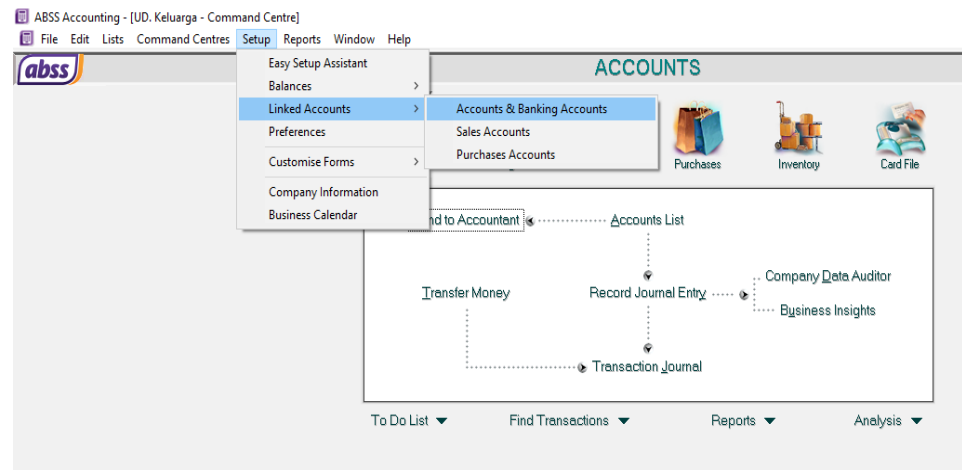 ABSS Accounting - [UD. Keluarga - Command Centre]
File Edit Lists Command Centres Setup Reports Window Help
abss
ACCOUNTS
Easy Setup Assistant
Balances
Linked Accounts
Preferences
Customise Forms
Company Information
Business Calendar
Accounts & Banking Accounts
Sales Accounts
Purchases Accounts
Purchases Inventory Card File
to Accountant Accounts List
Company Data Auditor
Transfer Money Record Journal Entry
Business Insights
Transaction Journal
To Do List Find Transactions Reports Analysis